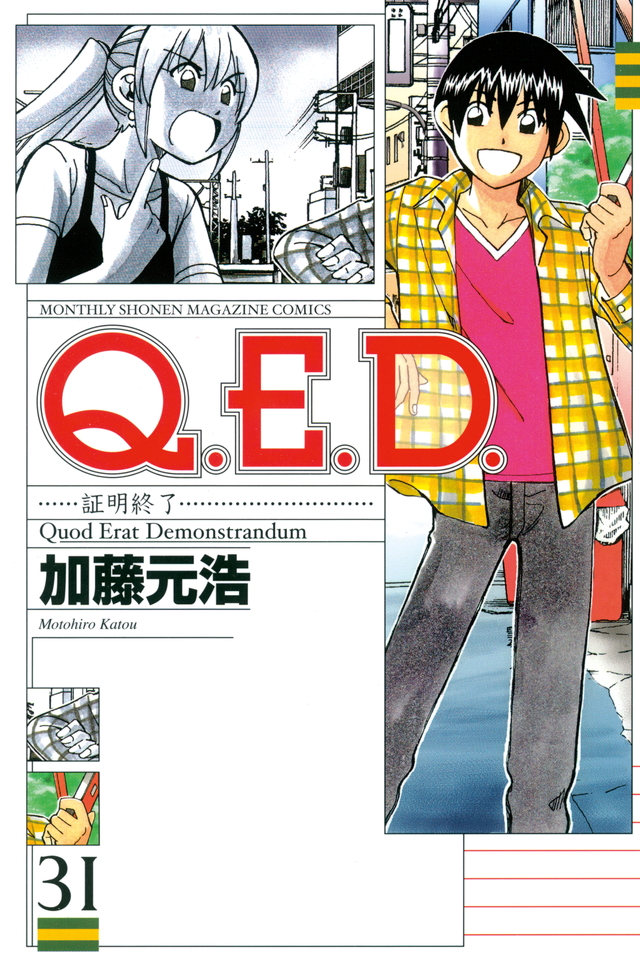 MONTHLY SHONEN MAGAZINE COMICS
Q.E.D.
……証明終了……………………
Quod Erat Demonstrandum
加藤元浩
Motohiro Katou
31